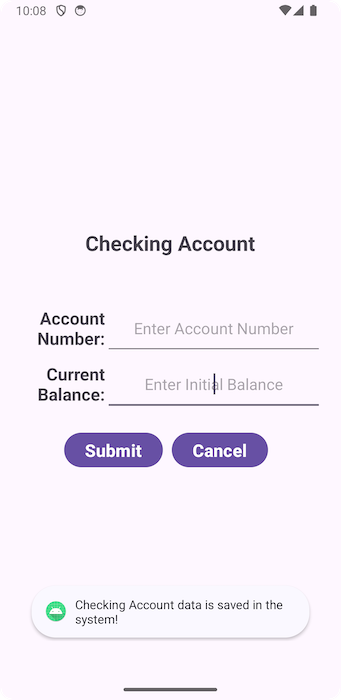 10:08
Checking Account
Account
Number:
Enter Account Number
Current
Balance:
Enter Initial Balance
Submit
Cancel
Checking Account data is saved in the
system!